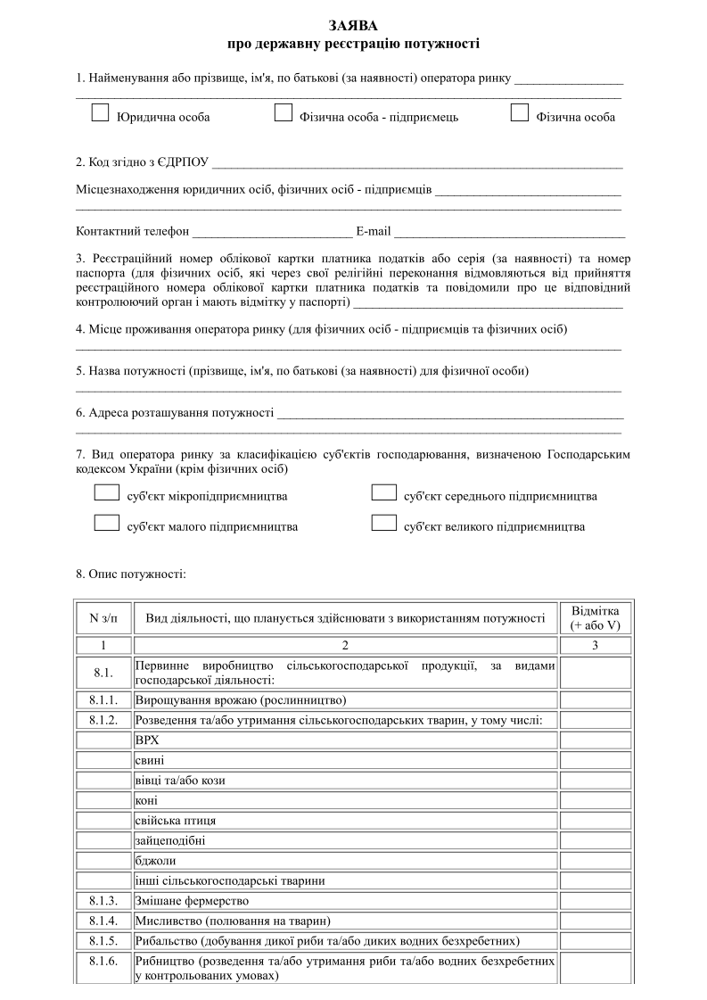 ЗАЯВА
про державну реєстрацію потужності
1. Найменування або прізвище, ім'я, по батькові (за наявності) оператора ринку _________________
Юридична особа Фізична особа - підприємець Фізична особа
2. Код згідно з ЄДРПОУ _________________
Місцезнаходження юридичних осіб, фізичних осіб - підприємців _________________
Контактний телефон _________________ E-mail _________________
3. Реєстраційний номер облікової картки платника податків або серія (за наявності) та номер
паспорта (для фізичних осіб, які через свої релігійні переконання відмовляються від прийняття
реєстраційного номера облікової картки платника податків та повідомили про це відповідний
контролюючий орган і мають відмітку у паспорті) _________________
4. Місце проживання оператора ринку (для фізичних осіб - підприємців та фізичних осіб)
5. Назва потужності (прізвище, ім'я, по батькові (за наявності) для фізичної особи)
6. Адреса розташування потужності _________________
7. Вид оператора ринку за класифікацією суб'єктів господарювання, визначеною Господарським
кодексом України (крім фізичних осіб)
суб'єкт мікропідприємництва суб'єкт середнього підприємництва
суб'єкт малого підприємництва суб'єкт великого підприємництва
8. Опис потужності:
N з/п Вид діяльності, що планується здійснювати з використанням потужності Відмітка
(+ або V)
1 2 3
8.1. Первинне виробництво сільськогосподарської продукції, за видами
господарської діяльності:
8.1.1. Вирощування врожаю (рослинництво)
8.1.2. Розведення та/або утримання сільськогосподарських тварин, у тому числі:
ВРХ
свині
вівці та/або кози
коні
свійська птиця
зайцеподібні
бджоли
інші сільськогосподарські тварини
8.1.3. Змішане фермерство
8.1.4. Мисливство (полювання на тварин)
8.1.5. Рибальство (добування дикої риби та/або диких водних безхребетних)
8.1.6. Рибництво (розведення та/або утримання риби та/або водних безхребетних
у контрольованих умовах)